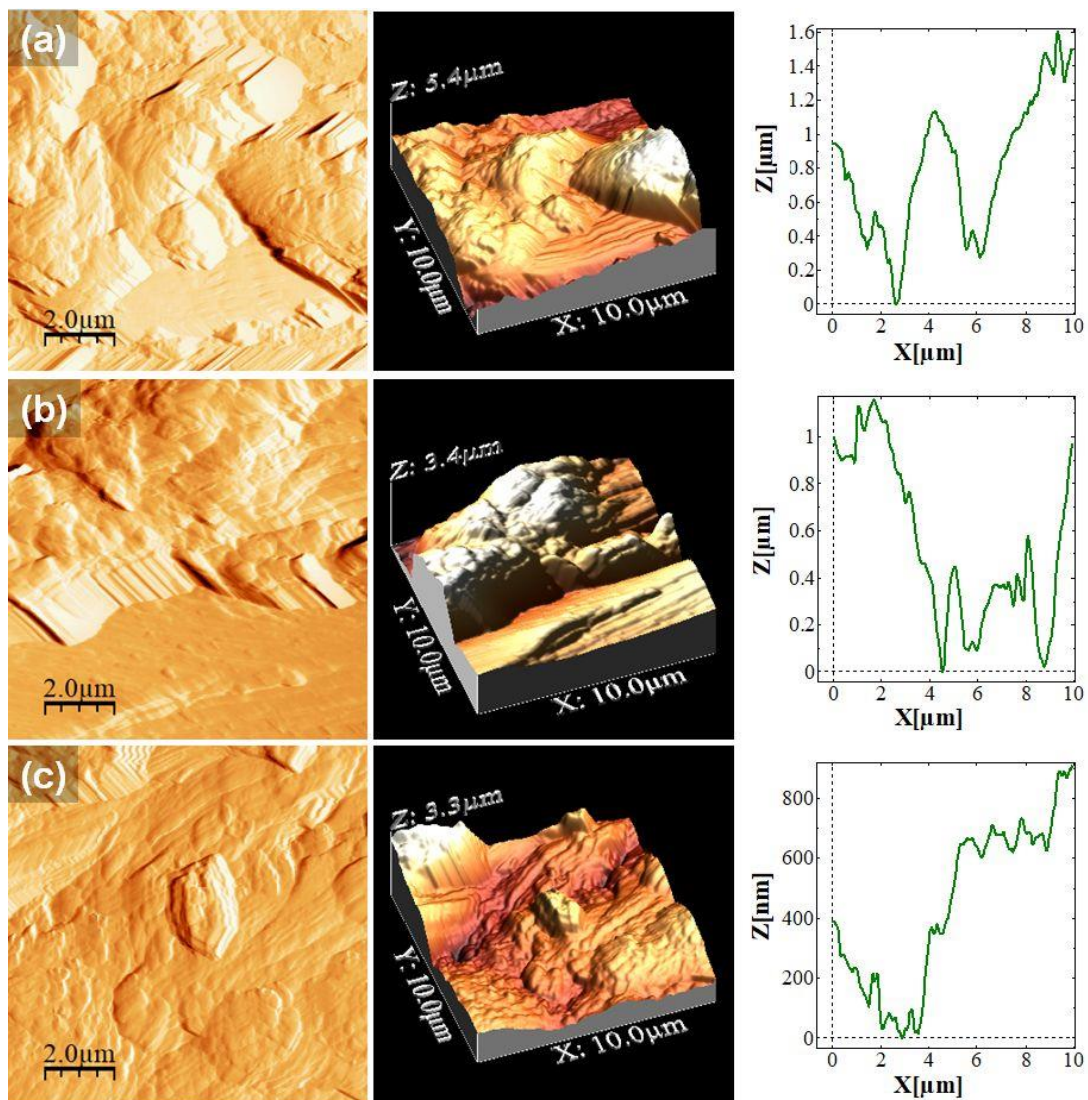 (a)
2.0µm
Z: 5.4µm
Y: 10.0µm
X: 10.0µm
Z[µm]
1.6
1.4
1.2
1
0.8
0.6
0.4
0.2
0
0 2 4 6 8 10
X[µm]
(b)
2.0µm
Z: 3.4µm
Y: 10.0µm
X: 10.0µm
Z[µm]
1
0.8
0.6
0.4
0.2
0
0 2 4 6 8 10
X[µm]
(c)
2.0µm
Z: 3.3µm
Y: 10.0µm
X: 10.0µm
Z[nm]
800
600
400
200
0
0 2 4 6 8 10
X[µm]